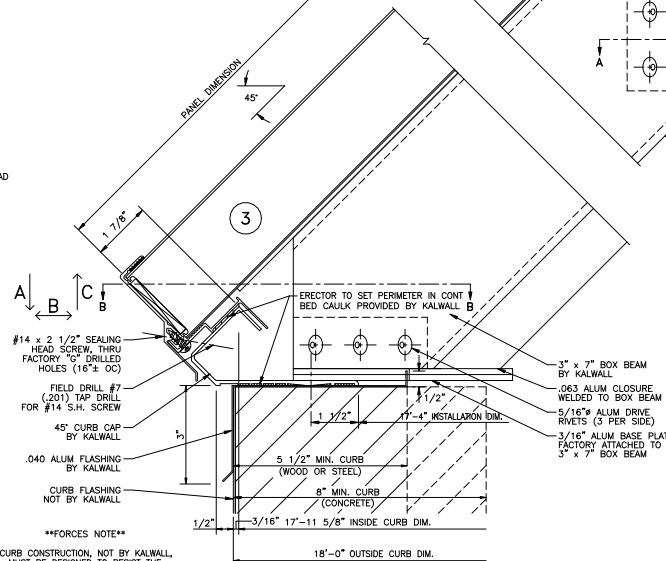 A
PANEL DIMENSION
45°
AD
1 7/8"
3
A
B
C
B
B
ERECTOR TO SET PERIMETER IN CONT
BED CAULK PROVIDED BY KALWALL
#14 x 2 1/2" SEALING
HEAD SCREW, THRU
FACTORY "G" DRILLED
HOLES (16"± OC)
3" x 7" BOX BEAM
BY KALWALL
FIELD DRILL #7
(.201) TAP DRILL
FOR #14 S.H. SCREW
.063 ALUM CLOSURE
WELDED TO BOX BEAM
1/2"
5/16"ø ALUM DRIVE
RIVETS (3 PER SIDE)
1 1/2"
17'-4" INSTALLATION DIM.
45° CURB CAP
BY KALWALL
3"
3/16" ALUM BASE PLAT
FACTORY ATTACHED TO
3" x 7" BOX BEAM
.040 ALUM FLASHING
BY KALWALL
5 1/2" MIN. CURB
(WOOD OR STEEL)
CURB FLASHING
NOT BY KALWALL
8" MIN. CURB
(CONCRETE)
1/2"
3/16"
17'-11 5/8" INSIDE CURB DIM.
**FORCES NOTE**
18'-0" OUTSIDE CURB DIM.
CURB CONSTRUCTION, NOT BY KALWALL,
MUST BE DESIGNED TO RESIST THE